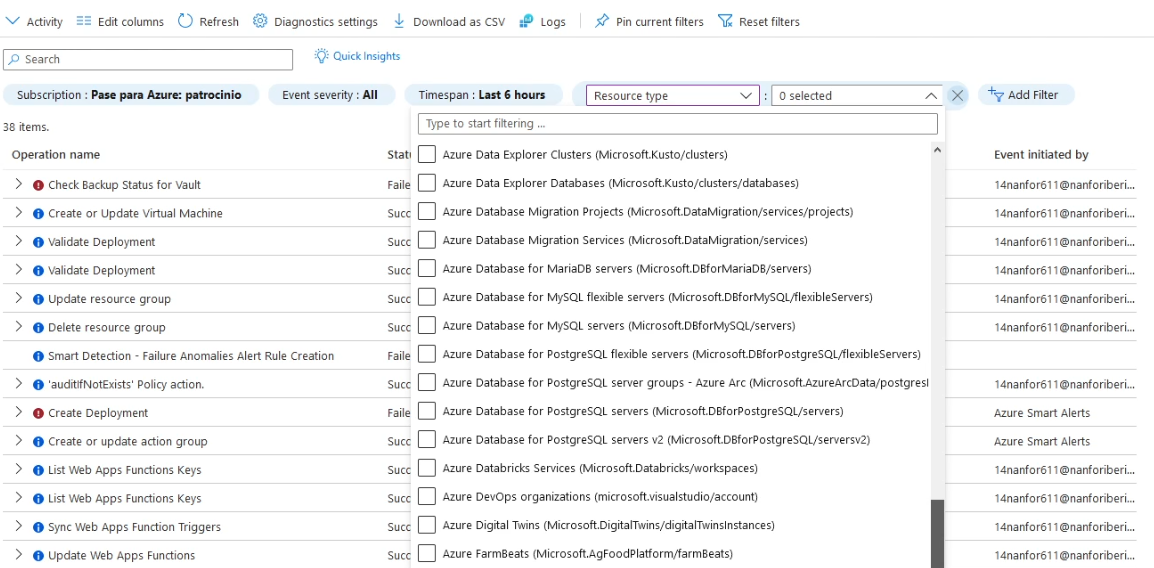 Activity Edit columns Refresh Diagnostics settings Download as CSV Logs Pin current filters Reset filters
Search Quick Insights
Subscription : Pase para Azure: patrocinio Event severity : All Timespan : Last 6 hours Resource type : 0 selected Add Filter
38 items. Type to start filtering ...
Operation name Stat Azure Data Explorer Clusters (Microsoft.Kusto/clusters) Event initiated by
Check Backup Status for Vault Faile Azure Data Explorer Databases (Microsoft.Kusto/clusters/databases) 14nanfor611@nanforiberi...
Create or Update Virtual Machine Succ Azure Database Migration Projects (Microsoft.DataMigration/services/projects) 14nanfor611@nanforiberi...
Validate Deployment Succ Azure Database Migration Services (Microsoft.DataMigration/services) 14nanfor611@nanforiberi...
Validate Deployment Succ Azure Database for MariaDB servers (Microsoft.DBforMariaDB/servers) 14nanfor611@nanforiberi...
Update resource group Succ Azure Database for MySQL flexible servers (Microsoft.DBforMySQL/flexibleServers) 14nanfor611@nanforiberi...
Delete resource group Succ Azure Database for MySQL servers (Microsoft.DBforMySQL/servers) 14nanfor611@nanforiberi...
Smart Detection - Failure Anomalies Alert Rule Creation Faile Azure Database for PostgreSQL flexible servers (Microsoft.DBforPostgreSQL/flexibleServers)
'auditIfNotExists' Policy action. Succ Azure Database for PostgreSQL server groups - Azure Arc (Microsoft.AzureArcData/postgresl 14nanfor611@nanforiberi...
Create Deployment Faile Azure Database for PostgreSQL servers (Microsoft.DBforPostgreSQL/servers) Azure Smart Alerts
Create or update action group Succ Azure Database for PostgreSQL servers v2 (Microsoft.DBforPostgreSQL/serversv2) Azure Smart Alerts
List Web Apps Functions Keys Succ Azure Databricks Services (Microsoft.Databricks/workspaces) 14nanfor611@nanforiberi...
List Web Apps Functions Keys Succ Azure DevOps organizations (microsoft.visualstudio/account) 14nanfor611@nanforiberi...
Sync Web Apps Function Triggers Succ Azure Digital Twins (Microsoft.DigitalTwins/digitalTwinsInstances) 14nanfor611@nanforiberi...
Update Web Apps Functions Succ Azure FarmBeats (Microsoft.AgFoodPlatform/farmBeats) 14nanfor611@nanforiberi...